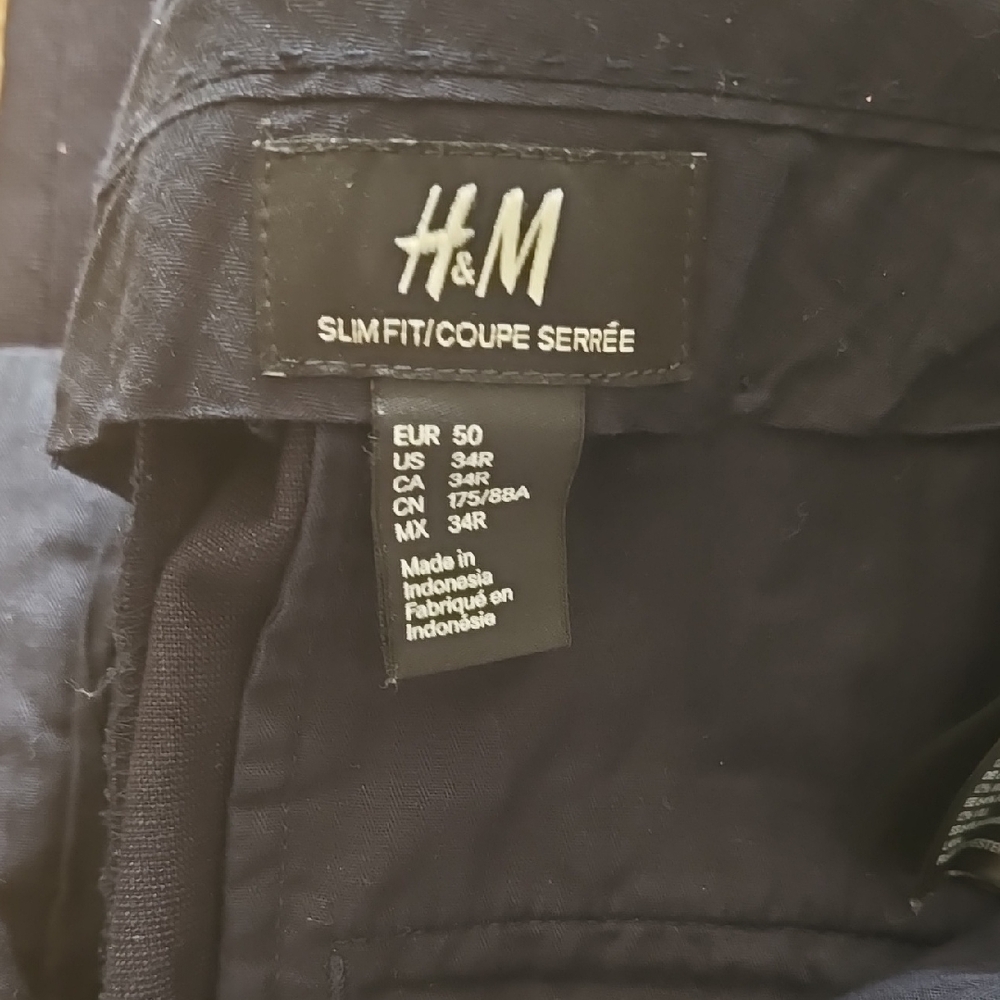 H&M
SLIM FIT/COUPE SERRÉE
EUR 50
US 34R
CA 34R
CN 175/88A
MX 34R
Made in
Indonesia
Fabriqué en
Indonésie